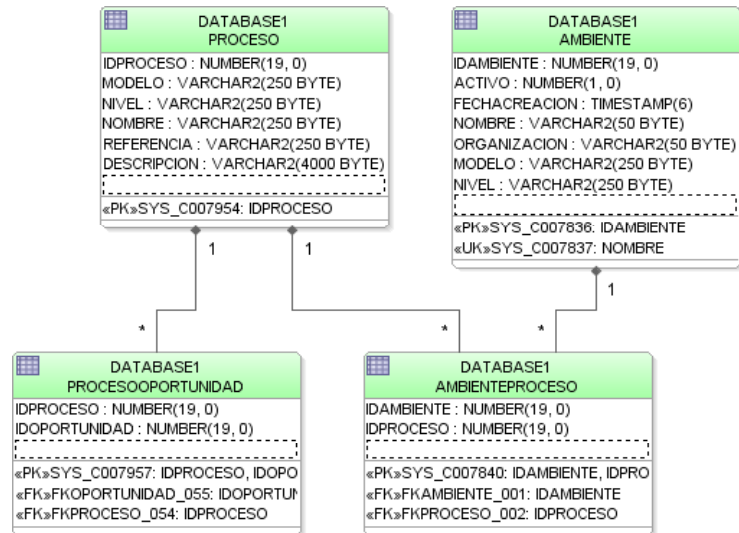 DATABASE1
PROCESO
IDPROCESO : NUMBER(19, 0)
MODELO : VARCHAR2(250 BYTE)
NIVEL : VARCHAR2(250 BYTE)
NOMBRE : VARCHAR2(250 BYTE)
REFERENCIA : VARCHAR2(250 BYTE)
DESCRIPCION : VARCHAR2(4000 BYTE)
«PK»SYS_C007954: IDPROCESO
DATABASE1
AMBIENTE
IDAMBIENTE : NUMBER(19, 0)
ACTIVO : NUMBER(1, 0)
FECHACREACION : TIMESTAMP(6)
NOMBRE : VARCHAR2(50 BYTE)
ORGANIZACION : VARCHAR2(50 BYTE)
MODELO : VARCHAR2(250 BYTE)
NIVEL : VARCHAR2(250 BYTE)
«PK»SYS_C007836: IDAMBIENTE
«UK»SYS_C007837: NOMBRE
1
1
1
*
*
*
DATABASE1
PROCESOOPORTUNIDAD
IDPROCESO : NUMBER(19, 0)
IDOPORTUNIDAD : NUMBER(19, 0)
«PK»SYS_C007957: IDPROCESO, IDOPO
«FK»FKOPORTUNIDAD_055: IDOPORTUN
«FK»FKPROCESO_054: IDPROCESO
DATABASE1
AMBIENTEPROCESO
IDAMBIENTE : NUMBER(19, 0)
IDPROCESO : NUMBER(19, 0)
«PK»SYS_C007840: IDAMBIENTE, IDPRO
«FK»FKAMBIENTE_001: IDAMBIENTE
«FK»FKPROCESO_002: IDPROCESO